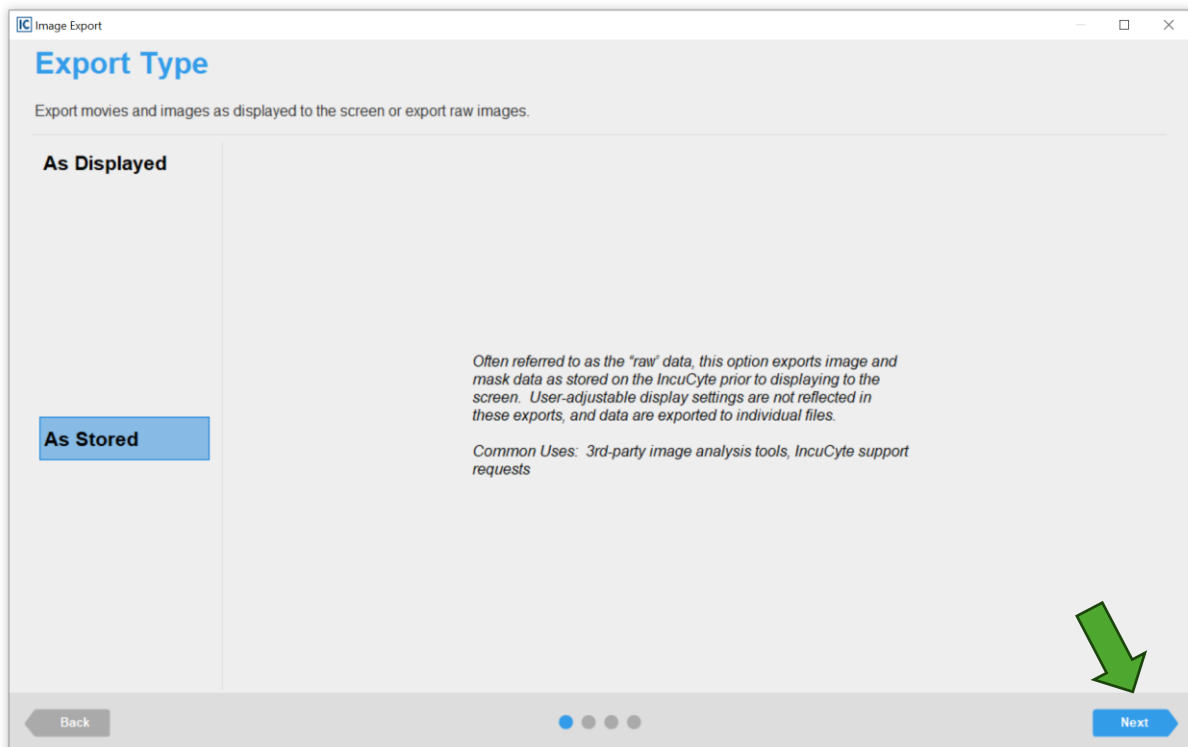 IC Image Export
Export Type
Export movies and images as displayed to the screen or export raw images.
As Displayed
Often referred to as the "raw" data, this option exports image and
mask data as stored on the IncuCyte prior to displaying to the
screen. User-adjustable display settings are not reflected in
these exports, and data are exported to individual files.
As Stored
Common Uses: 3rd-party image analysis tools, IncuCyte support
requests
Back
Next